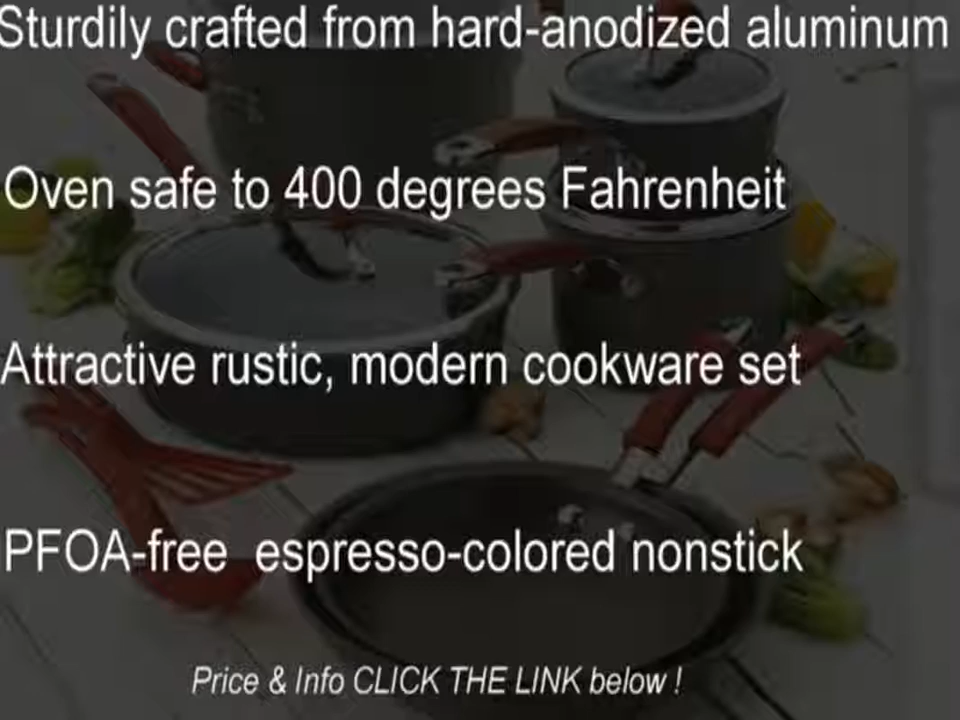 Sturdily crafted from hard-anodized aluminum
Oven safe to 400 degrees Fahrenheit
Attractive rustic, modern cookware set
PFOA-free  espresso-colored nonstick
Price & Info CLICK THE LINK below !